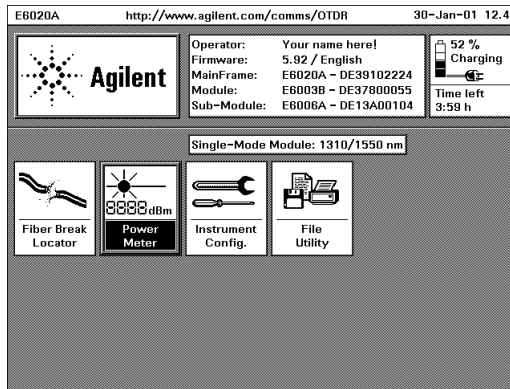 E6020A http://www.agilent.com/comms/OTDR 30-Jan-01 12.4
Agilent
Operator: Your name here!
Firmware: 5.92 / English
MainFrame: E6020A - DE39102224
Module: E6003B - DE37800055
Sub-Module: E6006A - DE13A00104
52 %
Charging
Time left
3:59 h
Single-Mode Module: 1310/1550 nm
8888dBm
Fiber Break
Locator
Power
Meter
Instrument
Config.
File
Utility